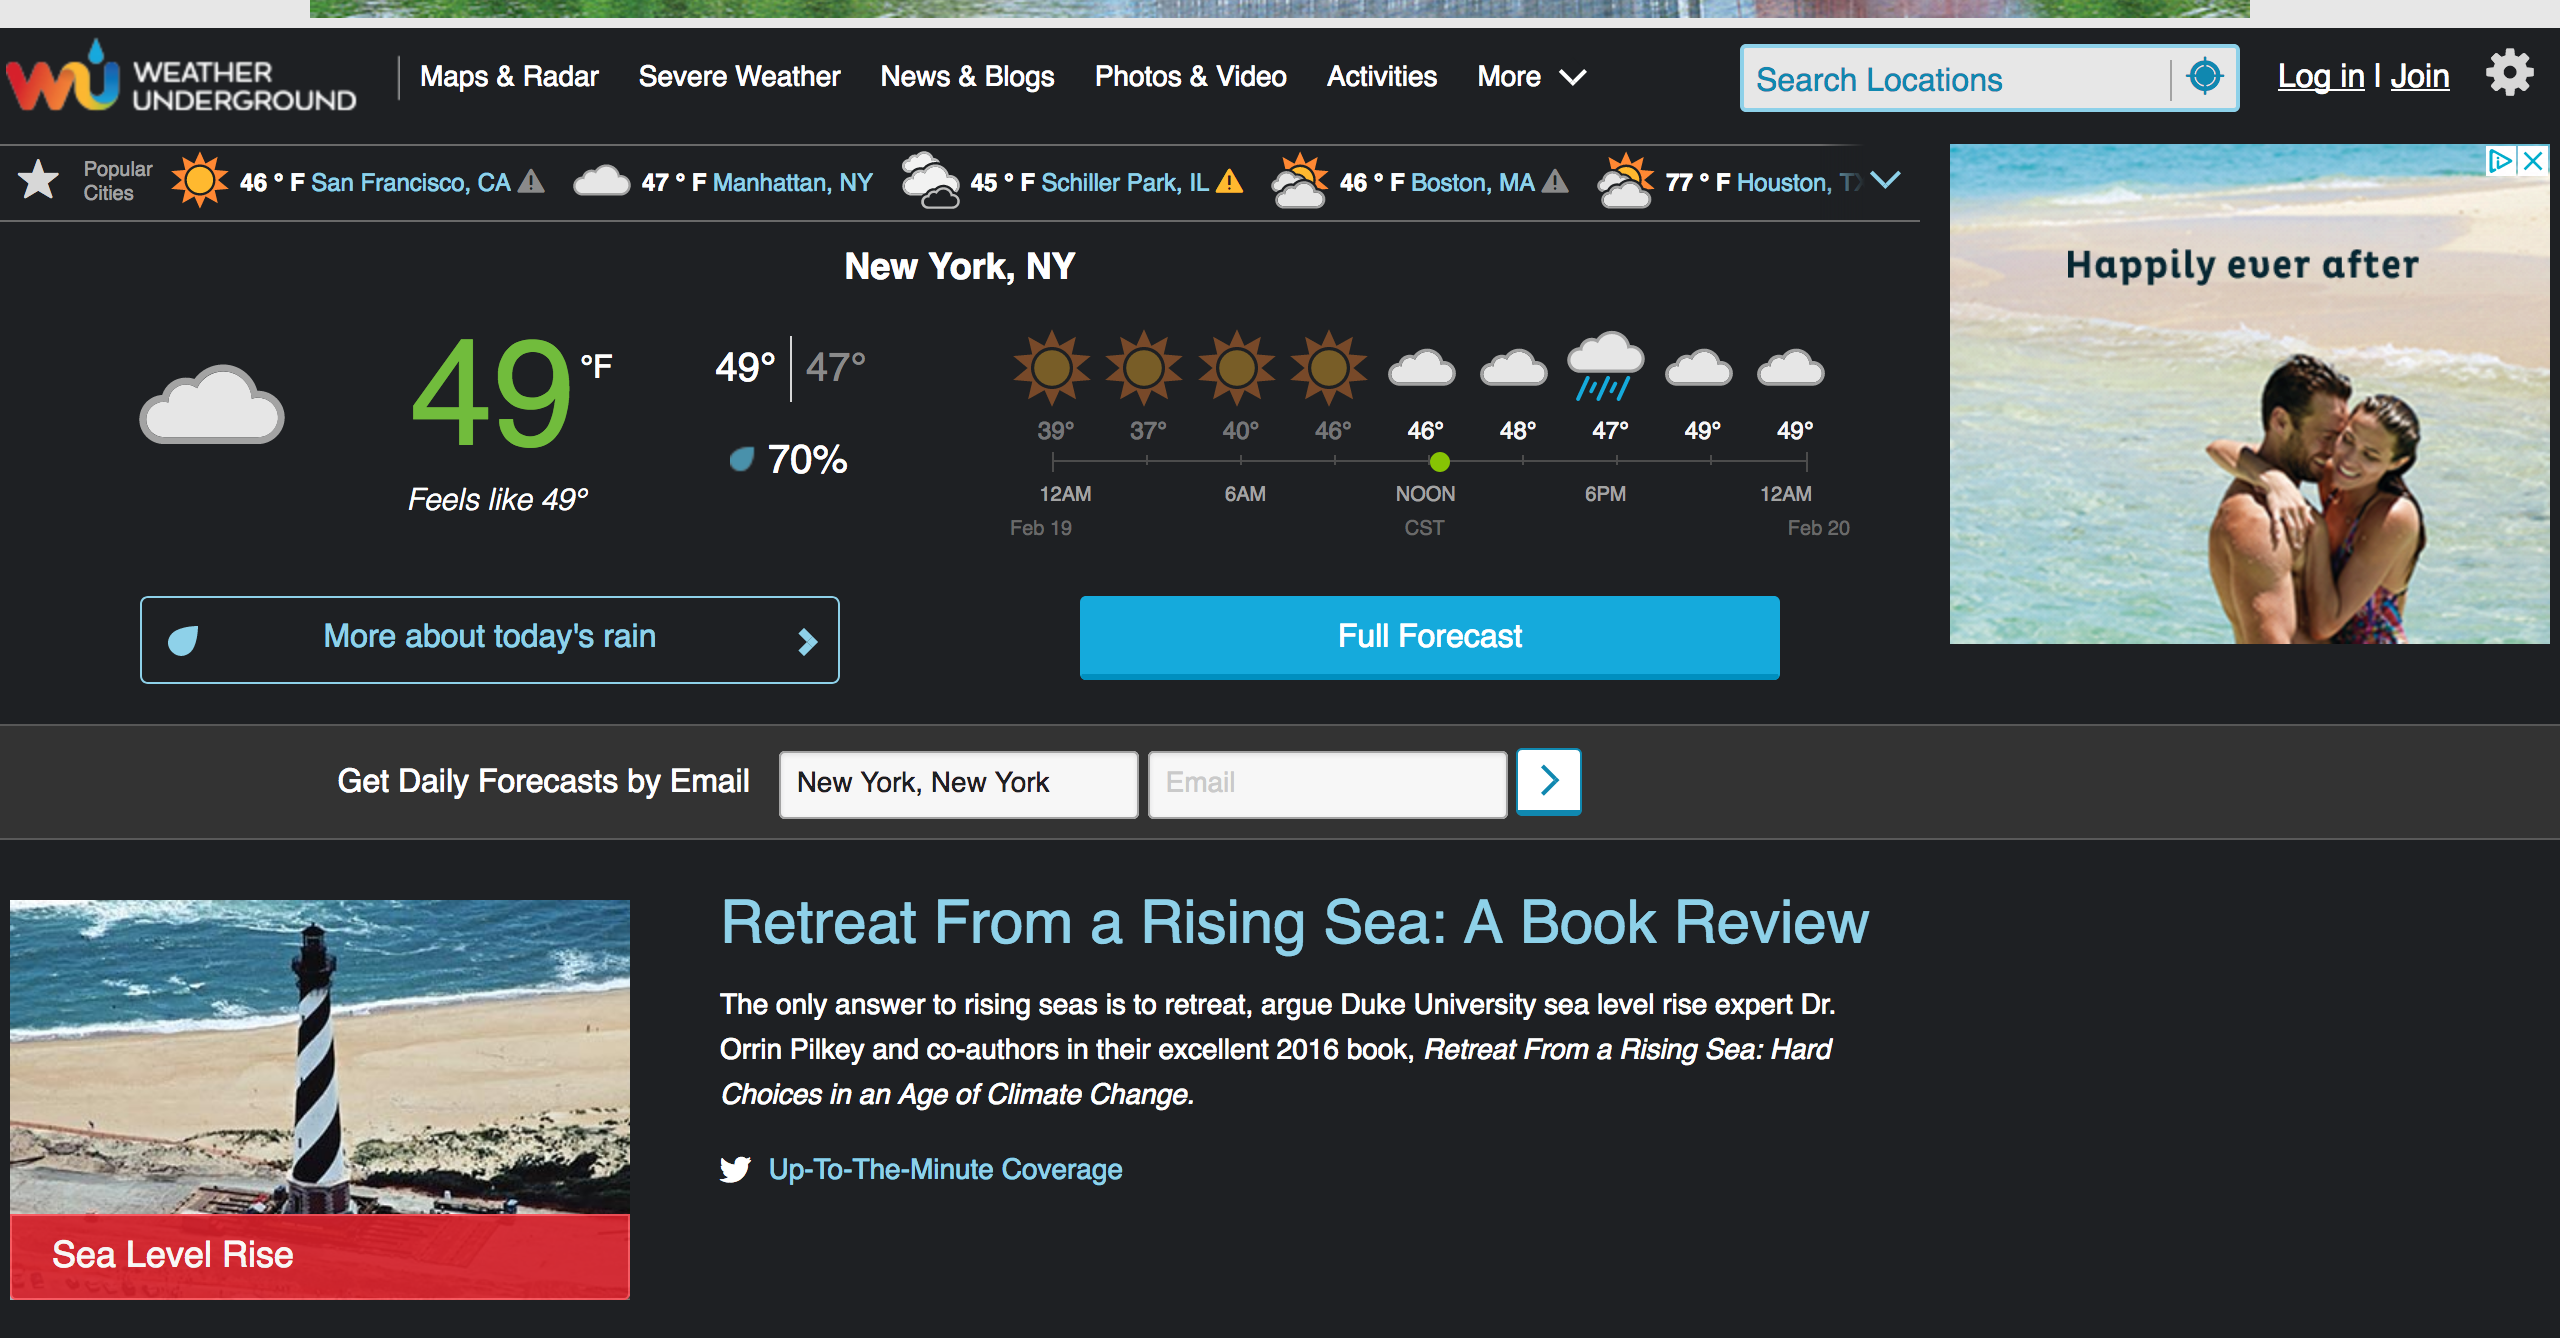 WU WEATHER UNDERGROUND
Maps & Radar Severe Weather News & Blogs Photos & Video Activities More
Search Locations
Log in | Join
Popular Cities
46 ° F San Francisco, CA
47 ° F Manhattan, NY
45 ° F Schiller Park, IL
46 ° F Boston, MA
77 ° F Houston, TX
New York, NY
49 °F
Feels like 49°
49° | 47°
70%
39° 37° 40° 46° 46° 48° 47° 49° 49°
12AM 6AM NOON 6PM 12AM
Feb 19 CST Feb 20
More about today's rain
Full Forecast
Happily ever after
Get Daily Forecasts by Email
New York, New York
Email
Retreat From a Rising Sea: A Book Review
The only answer to rising seas is to retreat, argue Duke University sea level rise expert Dr.
Orrin Pilkey and co-authors in their excellent 2016 book, Retreat From a Rising Sea: Hard
Choices in an Age of Climate Change.
Up-To-The-Minute Coverage
Sea Level Rise